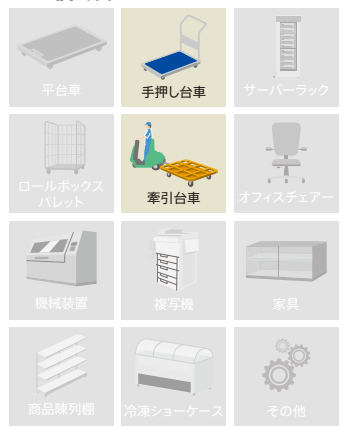 平台車
手押し台車
サーバーラック
ロールボックス
パレット
牽引台車
オフィスチェアー
機械装置
複写機
家具
商品陳列棚
冷凍ショーケース
その他